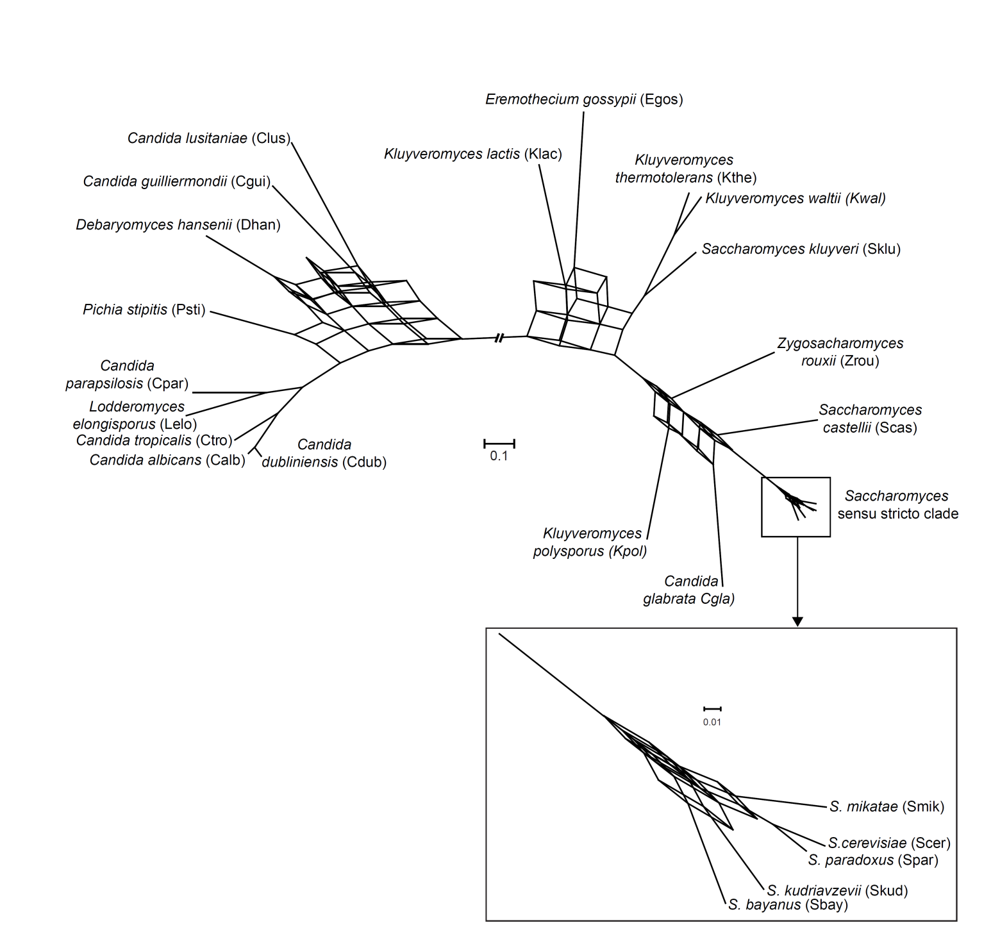 Eremothecium gossypii (Egos)
Candida lusitaniae (Clus)
Kluyveromyces lactis (Klac)
Kluyveromyces
thermotolerans (Kthe)
Candida guilliermondii (Cgui)
Kluyveromyces waltii (Kwal)
Debaryomyces hansenii (Dhan)
Saccharomyces kluyveri (Sklu)
Pichia stipitis (Psti)
Zygosacharomyces
rouxii (Zrou)
Candida
parapsilosis (Cpar)
Lodderomyces
elongisporus (Lelo)
Saccharomyces
castellii (Scas)
Candida tropicalis (Ctro)
Candida albicans (Calb)
Candida
dubliniensis (Cdub)
0.1
Saccharomyces
sensu stricto clade
Kluyveromyces
polysporus (Kpol)
Candida
glabrata Cgla)
0.01
S. mikatae (Smik)
S.cerevisiae (Scer)
S. paradoxus (Spar)
S. kudriavzevii (Skud)
S. bayanus (Sbay)